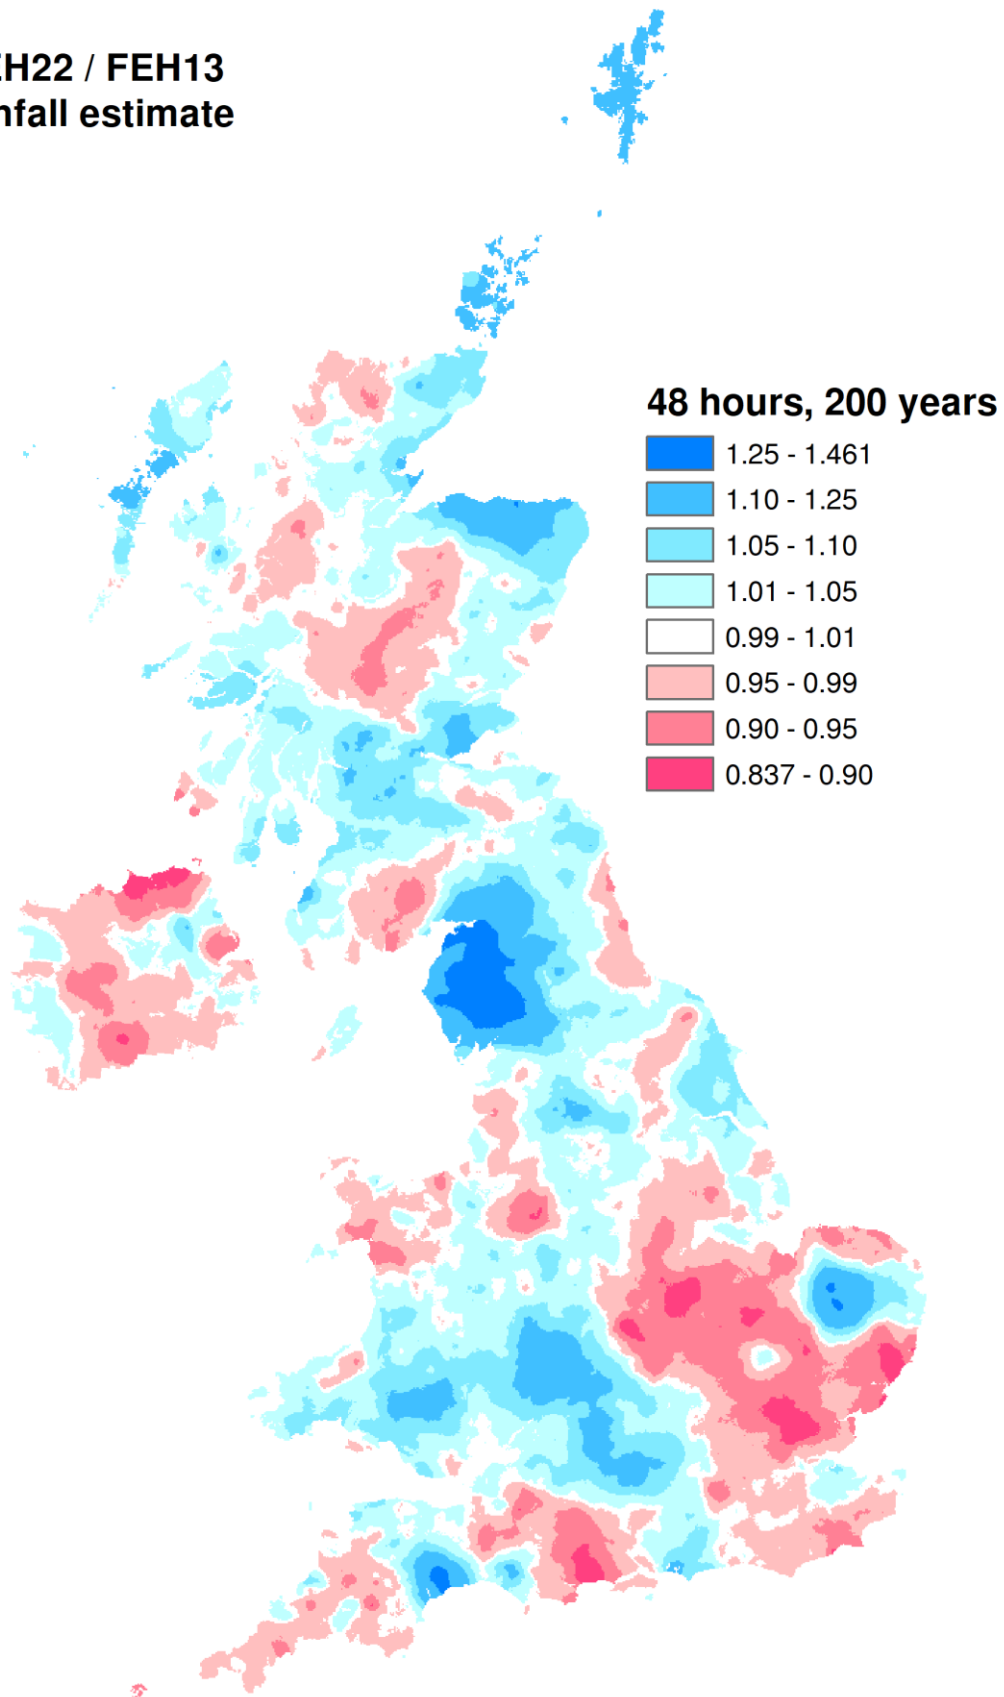 EH22 / FEH13
nfall estimate
48 hours, 200 years
1.25 - 1.461
1.10 - 1.25
1.05 - 1.10
1.01 - 1.05
0.99 - 1.01
0.95 - 0.99
0.90 - 0.95
0.837 - 0.90